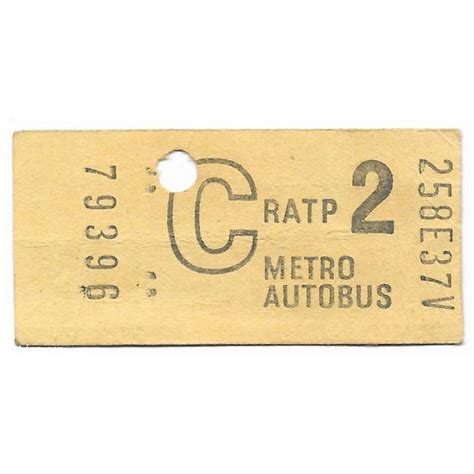 79396
C RATP 2
METRO
AUTOBUS
258E37V